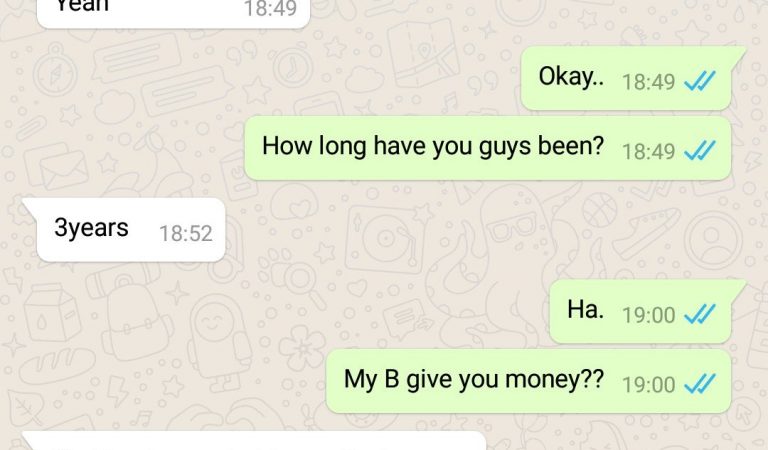 Yeah 18:49
Okay.. 18:49
How long have you guys been? 18:49
3years 18:52
Ha. 19:00
My B give you money?? 19:00